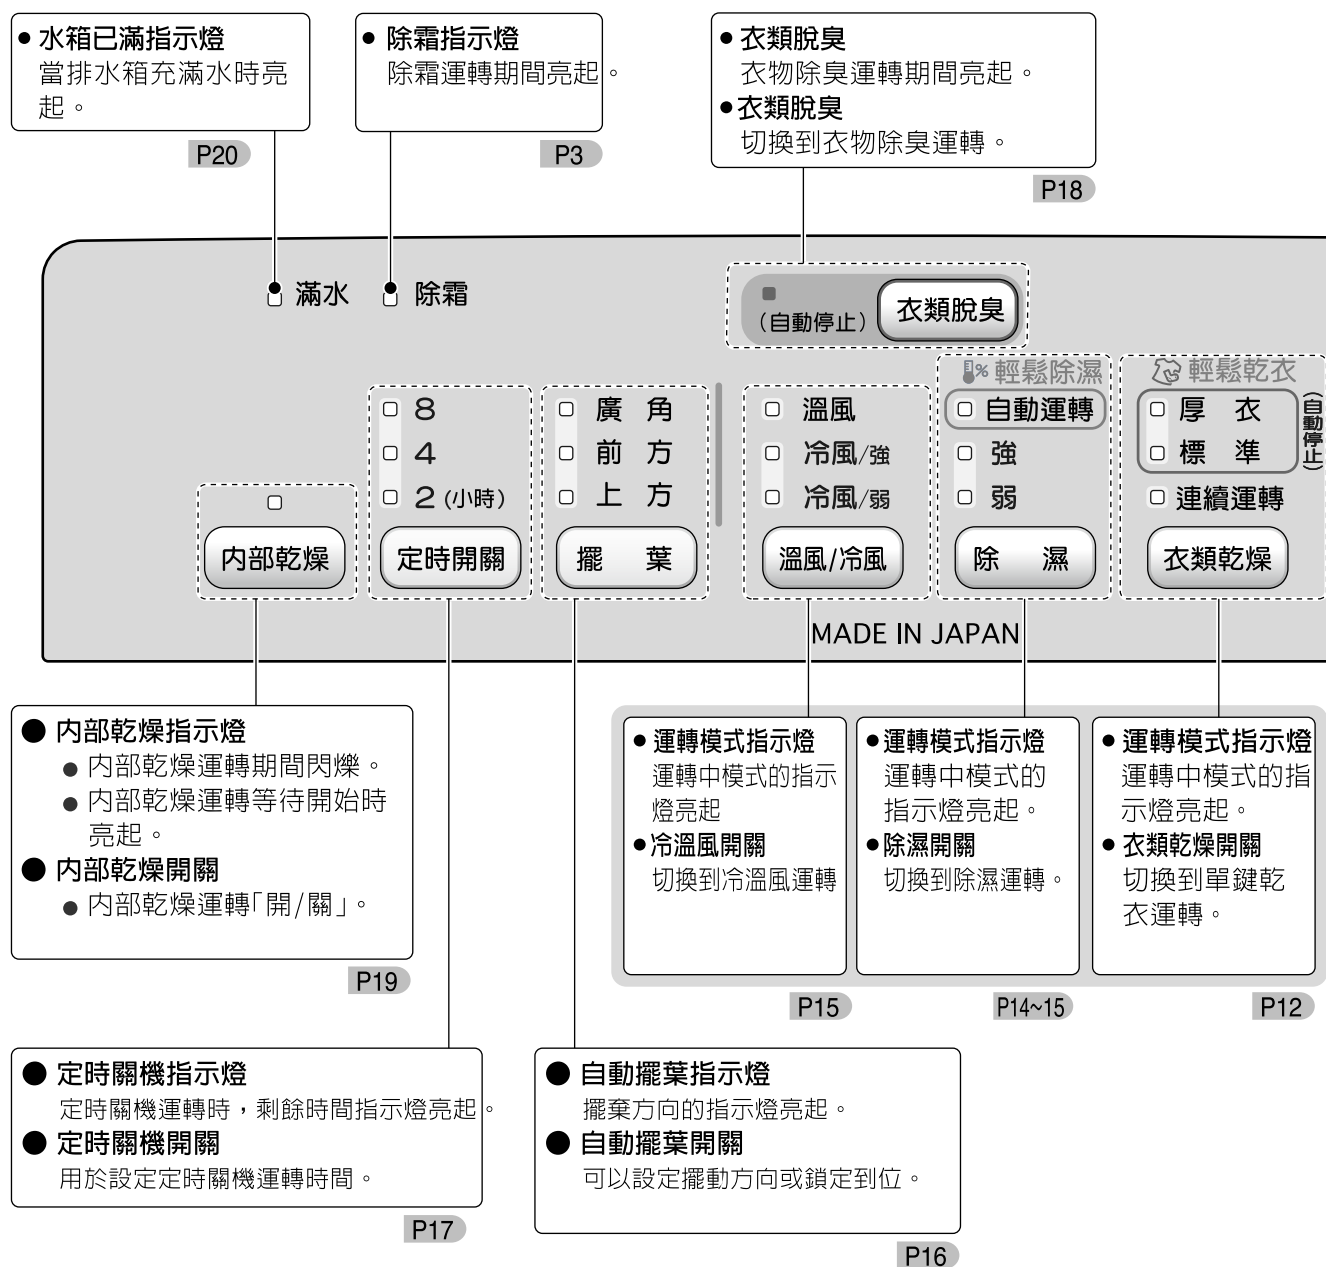 水箱已滿指示燈
當排水箱充滿水時亮
起。
P20
除霜指示燈
除霜運轉期間亮起。
P3
衣類脫臭
衣物除臭運轉期間亮起。
衣類脫臭
切換到衣物除臭運轉。
P18
滿水
除霜
(自動停止)
衣類脫臭
內部乾燥
8
4
2 (小時)
定時開關
廣 角
前 方
上 方
擺 葉
溫風
冷風/強
冷風/弱
溫風/冷風
% 輕鬆除濕
自動運轉
強
弱
除 濕
輕鬆乾衣
厚 衣
標 準
(自動停止)
連續運轉
衣類乾燥
MADE IN JAPAN
內部乾燥指示燈
內部乾燥運轉期間閃爍。
內部乾燥運轉等待開始時
亮起。
內部乾燥開關
內部乾燥運轉「開/關」。
P19
運轉模式指示燈
運轉中模式的指示
燈亮起
冷溫風開關
切換到冷溫風運轉
P15
運轉模式指示燈
運轉中模式的
指示燈亮起。
除濕開關
切換到除濕運轉。
P14~15
運轉模式指示燈
運轉中模式的指
示燈亮起。
衣類乾燥開關
切換到單鍵乾
衣運轉。
P12
定時關機指示燈
定時關機運轉時，剩餘時間指示燈亮起。
定時關機開關
用於設定定時關機運轉時間。
P17
自動擺葉指示燈
擺棄方向的指示燈亮起。
自動擺葉開關
可以設定擺動方向或鎖定到位。
P16